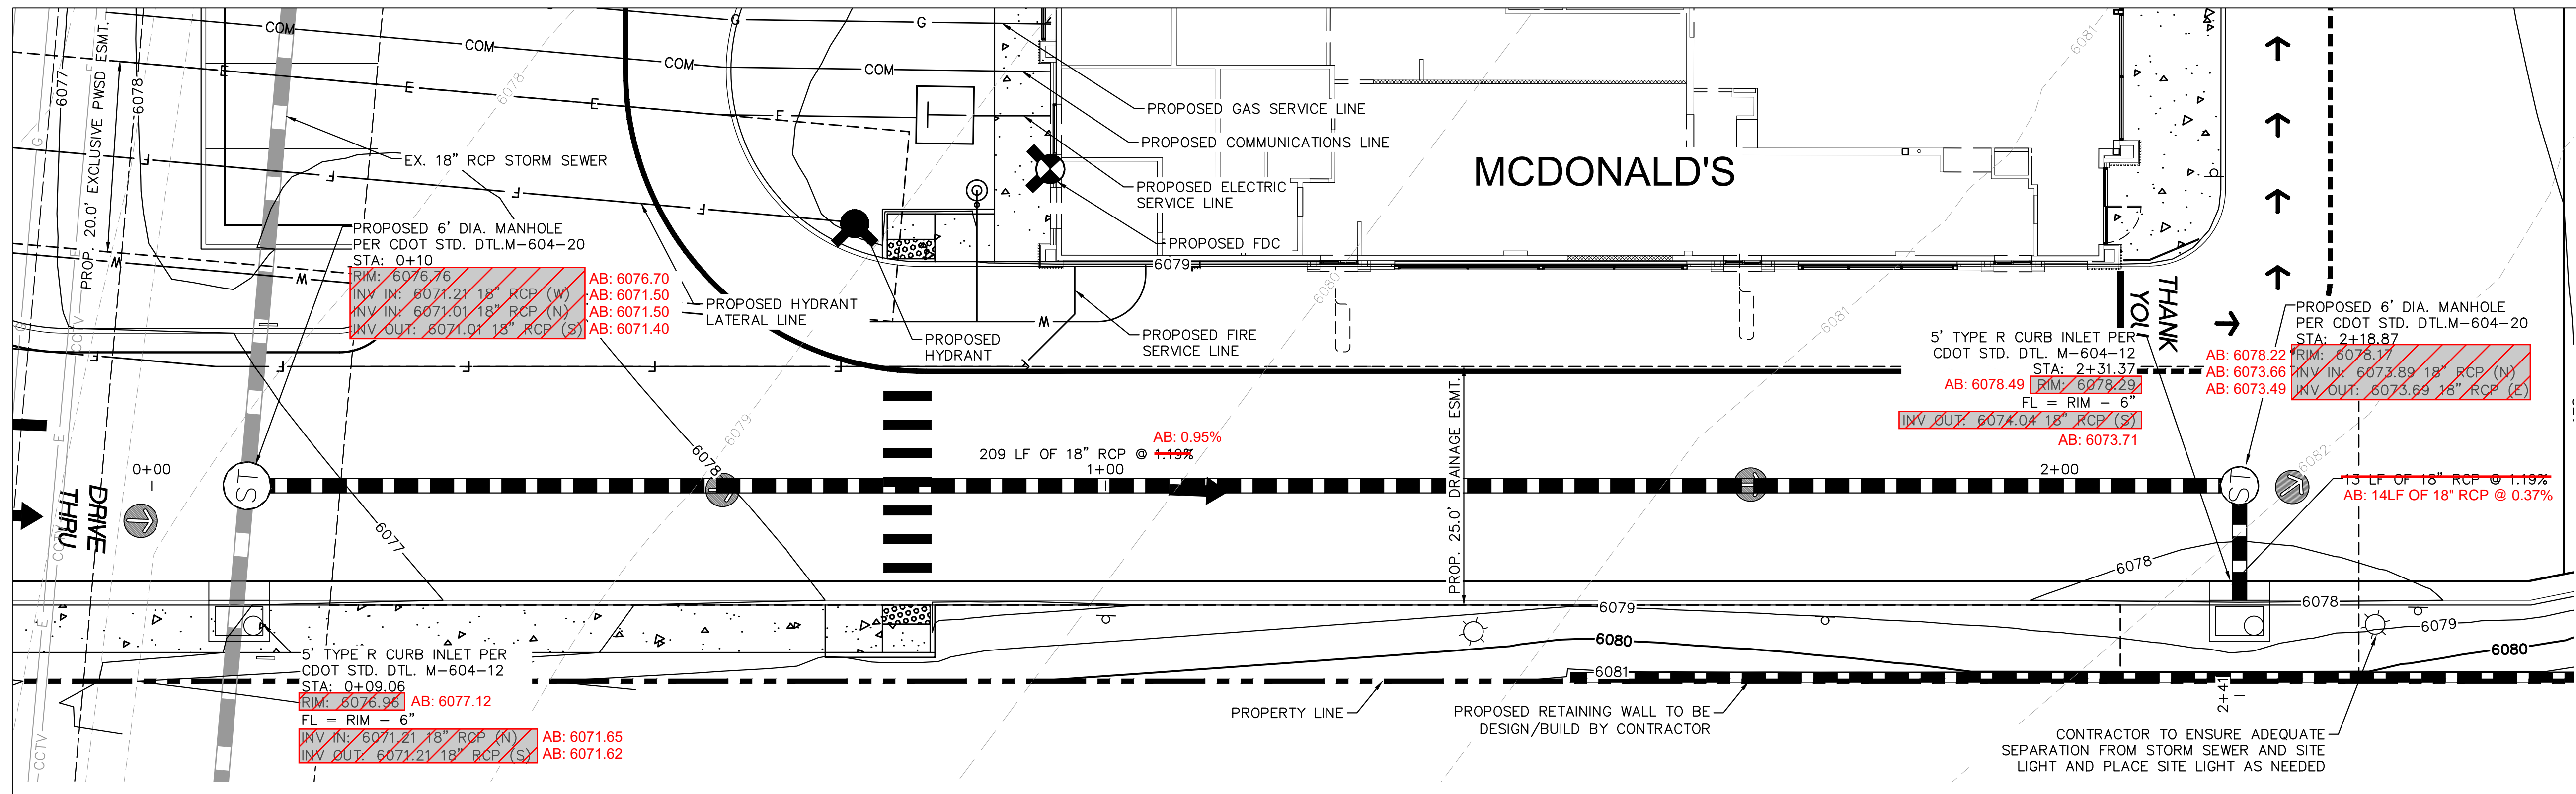 COM
COM
COM
COM
G
G
G
6077
6078
PROP. 20.0' EXCLUSIVE PWSD ESMT.
6078
6081
E
E
E
E
F
F
F
F
W
W
EX. 18" RCP STORM SEWER
PROPOSED GAS SERVICE LINE
PROPOSED COMMUNICATIONS LINE
PROPOSED ELECTRIC
SERVICE LINE
PROPOSED FDC
MCDONALD'S
PROPOSED 6' DIA. MANHOLE
PER CDOT STD. DTL.M-604-20
STA: 0+10
RIM: 6076.76
AB: 6076.70
INV IN: 6071.21 18" RCP (W)
AB: 6071.50
INV IN: 6071.01 18" RCP (N)
AB: 6071.50
INV OUT: 6071.01 18" RCP (S)
AB: 6071.40
PROPOSED HYDRANT
LATERAL LINE
PROPOSED
HYDRANT
PROPOSED FIRE
SERVICE LINE
6079
W
6080
6081
THANK
YOU
PROPOSED 6' DIA. MANHOLE
PER CDOT STD. DTL.M-604-20
STA: 2+18.87
AB: 6078.22
RIM: 6078.17
AB: 6073.66
INV IN: 6073.89 18" RCP (N)
AB: 6073.49
INV OUT: 6073.69 18" RCP (E)
5' TYPE R CURB INLET PER
CDOT STD. DTL. M-604-12
STA: 2+31.37
AB: 6078.49
RIM: 6078.29
FL = RIM - 6"
INV OUT: 6074.04 18" RCP (S)
AB: 6073.71
F
F
F
F
F
CCTV
E
CCTV
CCTV
0+00
DRIVE
THRU
ST
6077
6078
6079
AB: 0.95%
209 LF OF 18" RCP @ 1.19%
1+00
PROP. 25.0' DRAINAGE ESMT.
2+00
ST
6082
13 LF OF 18" RCP @ 1.19%
AB: 14LF OF 18" RCP @ 0.37%
6078
6078
6079
6079
6080
6080
6081
5' TYPE R CURB INLET PER
CDOT STD. DTL. M-604-12
STA: 0+09.06
RIM: 6076.96
AB: 6077.12
FL = RIM - 6"
INV IN: 6071.21 18" RCP (N)
AB: 6071.65
INV OUT: 6071.21 18" RCP (S)
AB: 6071.62
PROPERTY LINE
PROPOSED RETAINING WALL TO BE
DESIGN/BUILD BY CONTRACTOR
2+41
CONTRACTOR TO ENSURE ADEQUATE
SEPARATION FROM STORM SEWER AND SITE
LIGHT AND PLACE SITE LIGHT AS NEEDED